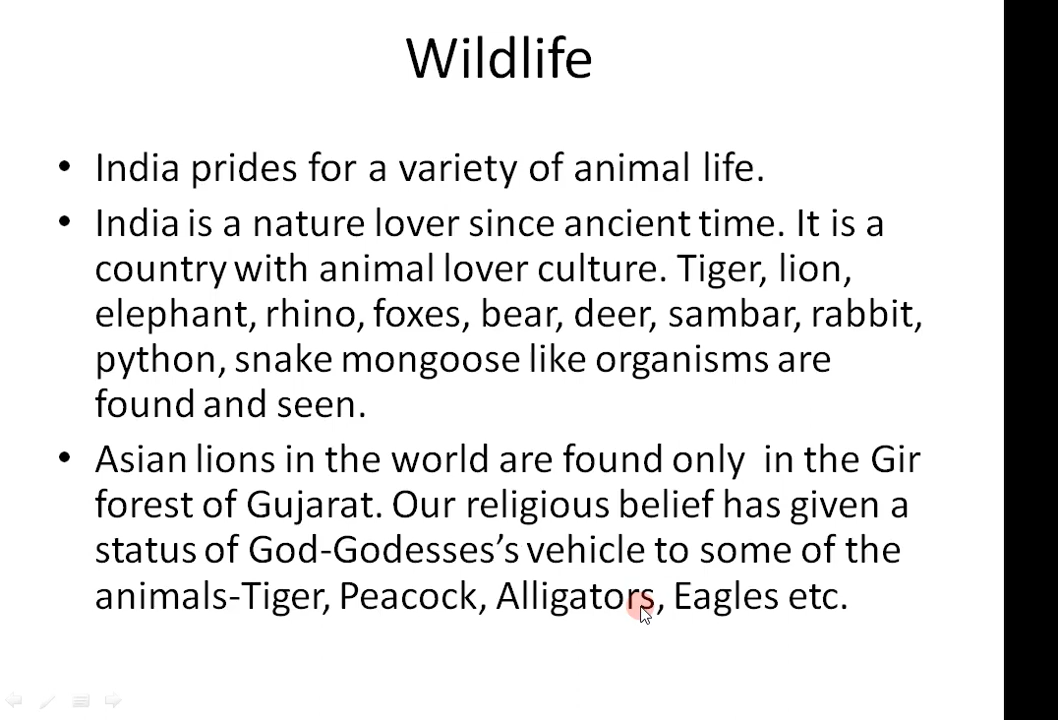 Wildlife
• India prides for a variety of animal life.
• India is a nature lover since ancient time. It is a
country with animal lover culture. Tiger, lion,
elephant, rhino, foxes, bear, deer, sambar, rabbit,
python, snake mongoose like organisms are
found and seen.
• Asian lions in the world are found only  in the Gir
forest of Gujarat. Our religious belief has given a
status of God-Godesses’s vehicle to some of the
animals-Tiger, Peacock, Alligators, Eagles etc.